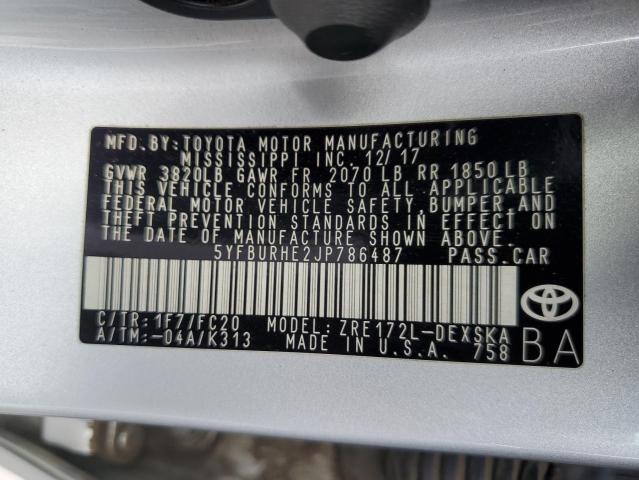 MFD. BY: TOYOTA MOTOR MANUFACTURING
MISSISSIPPI INC. 12/17
GVWR 3820LB GAWR FR 2070 LB RR 1850 LB
THIS VEHICLE CONFORMS TO ALL APPLICABLE
FEDERAL MOTOR VEHICLE SAFETY, BUMPER AND
THEFT PREVENTION STANDARDS IN EFFECT ON
THE DATE OF MANUFACTURE SHOWN ABOVE.
5YFBURHE2JP786487 PASS.CAR
C/TR: 1F7/FC20 MODEL: ZRE172L-DEXSKA
A/TM: -04A/K313 MADE IN U.S.A. 758
BA